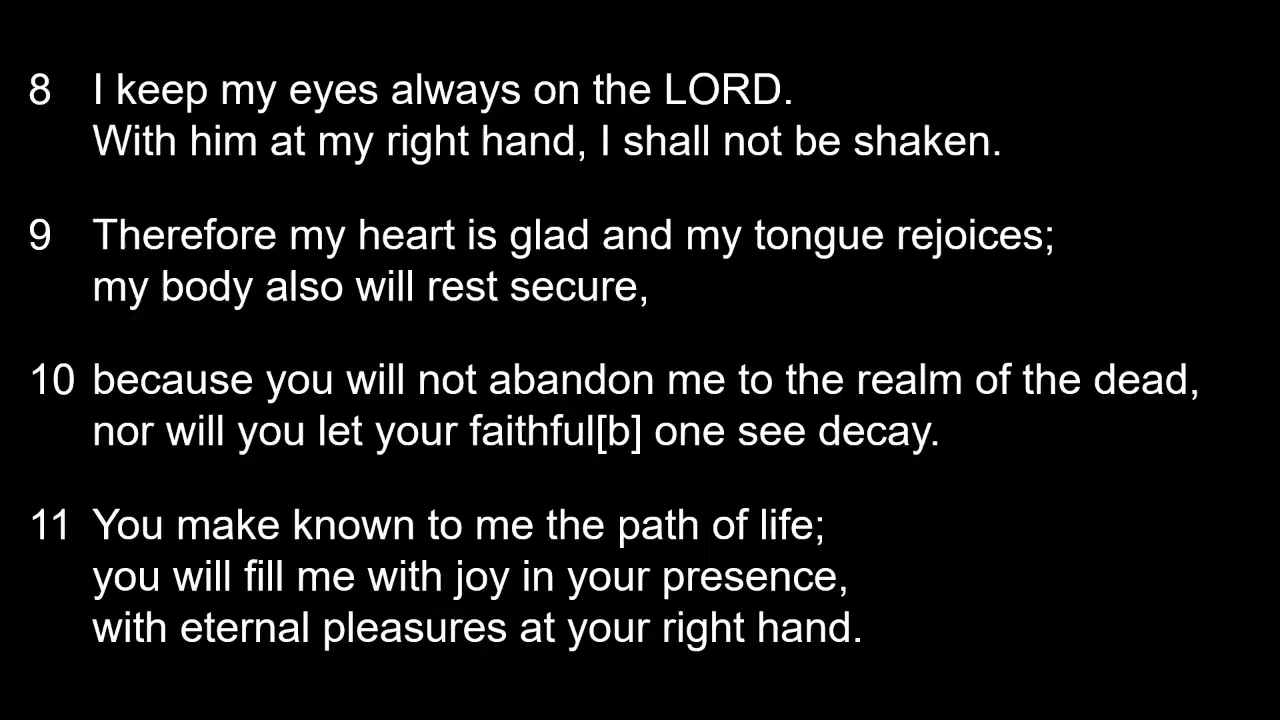 8 I keep my eyes always on the LORD.
With him at my right hand, I shall not be shaken.
9 Therefore my heart is glad and my tongue rejoices;
my body also will rest secure,
10 because you will not abandon me to the realm of the dead,
nor will you let your faithful[b] one see decay.
11 You make known to me the path of life;
you will fill me with joy in your presence,
with eternal pleasures at your right hand.